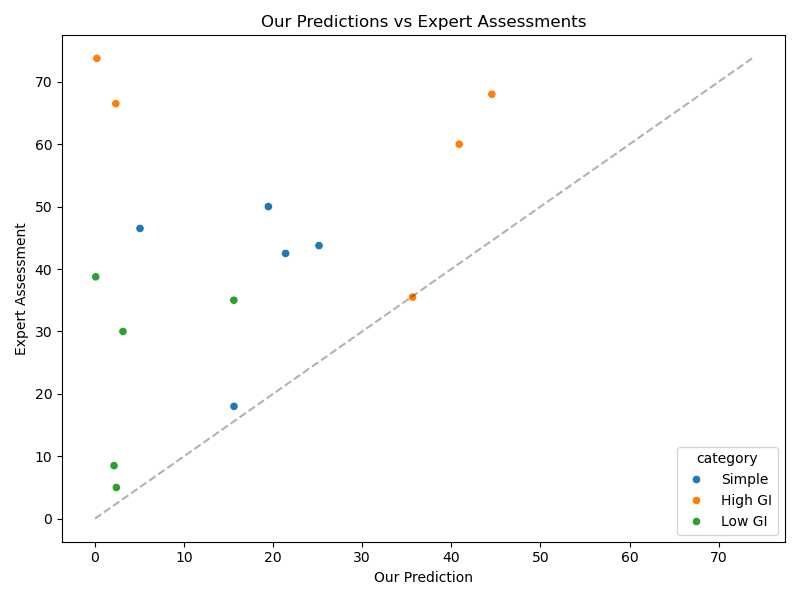 Our Predictions vs Expert Assessments
Expert Assessment
70
60
50
40
30
20
10
0
0 10 20 30 40 50 60 70
Our Prediction
category
Simple
High GI
Low GI